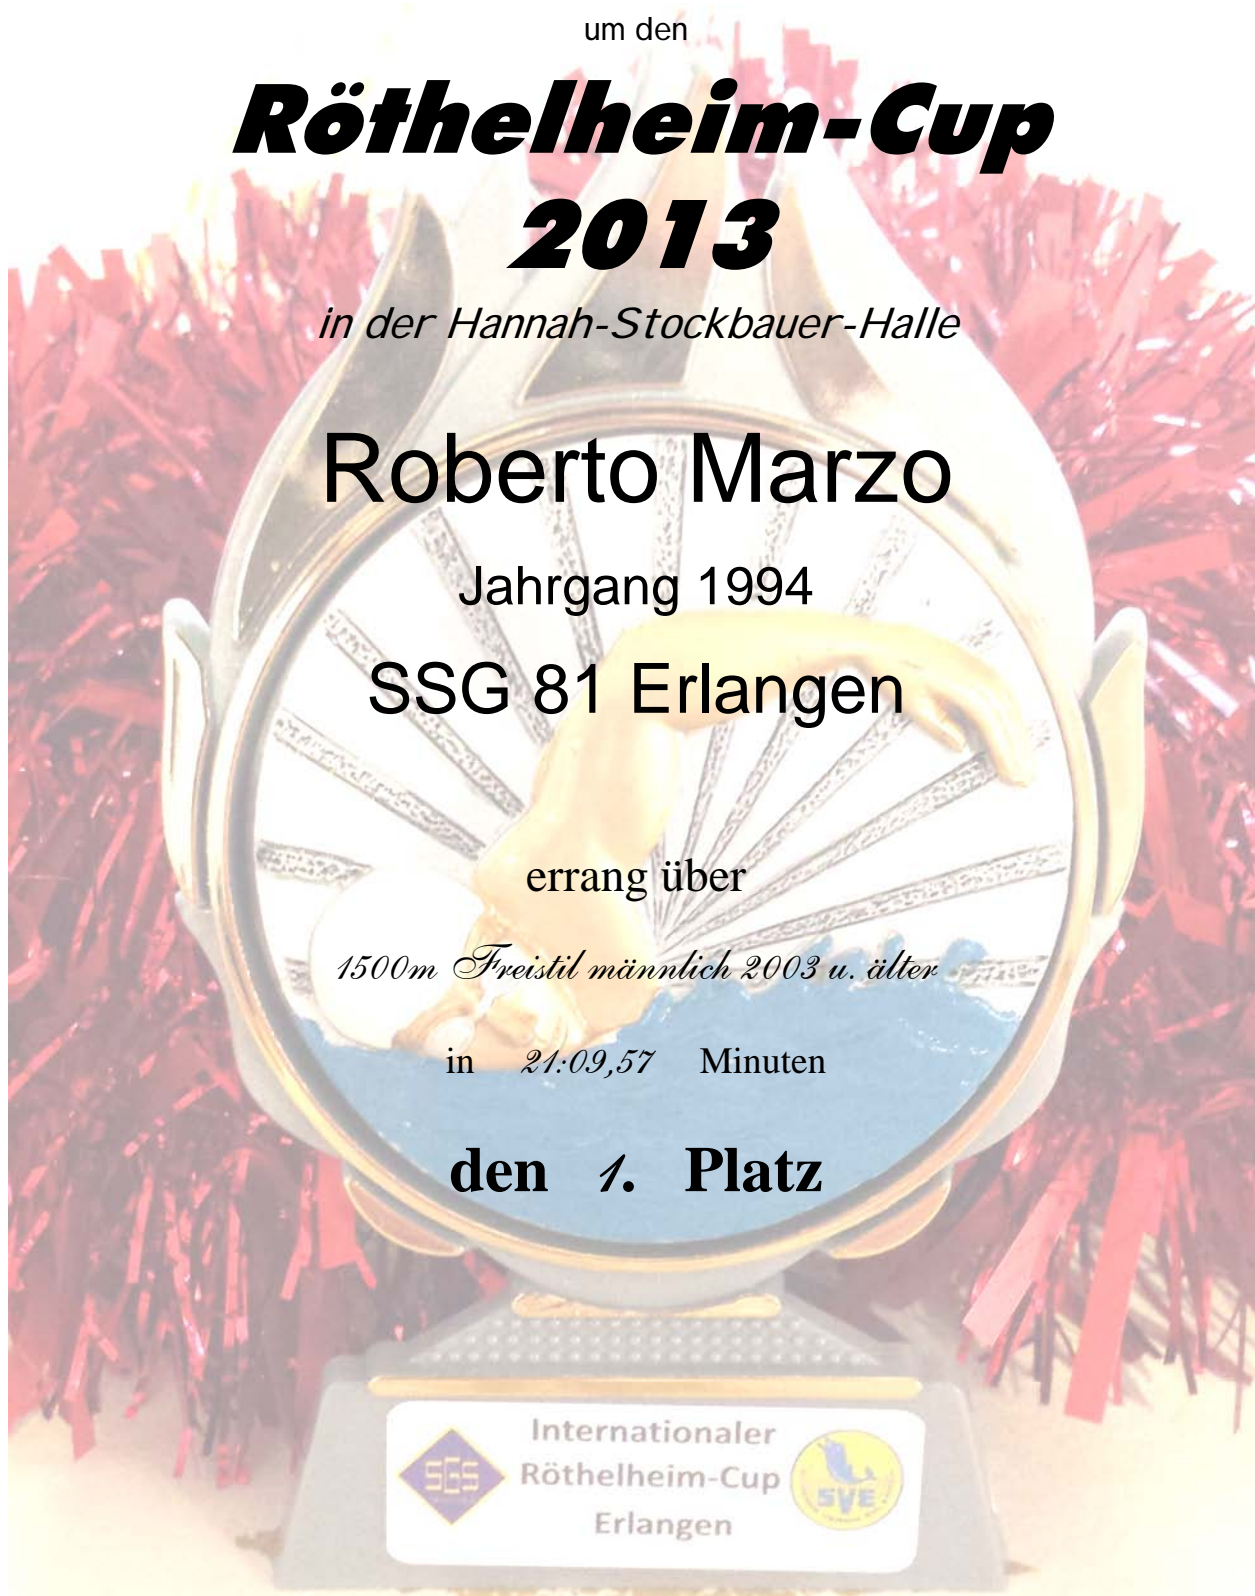 um den
Röthelheim-Cup
2013
in der Hannah-Stockbauer-Halle
Roberto Marzo
Jahrgang 1994
SSG 81 Erlangen
errang über
1500m Freistil männlich 2003 u. älter
in 21:09,57 Minuten
den 1. Platz
Internationaler
SGS Röthelheim-Cup SVE
Erlangen